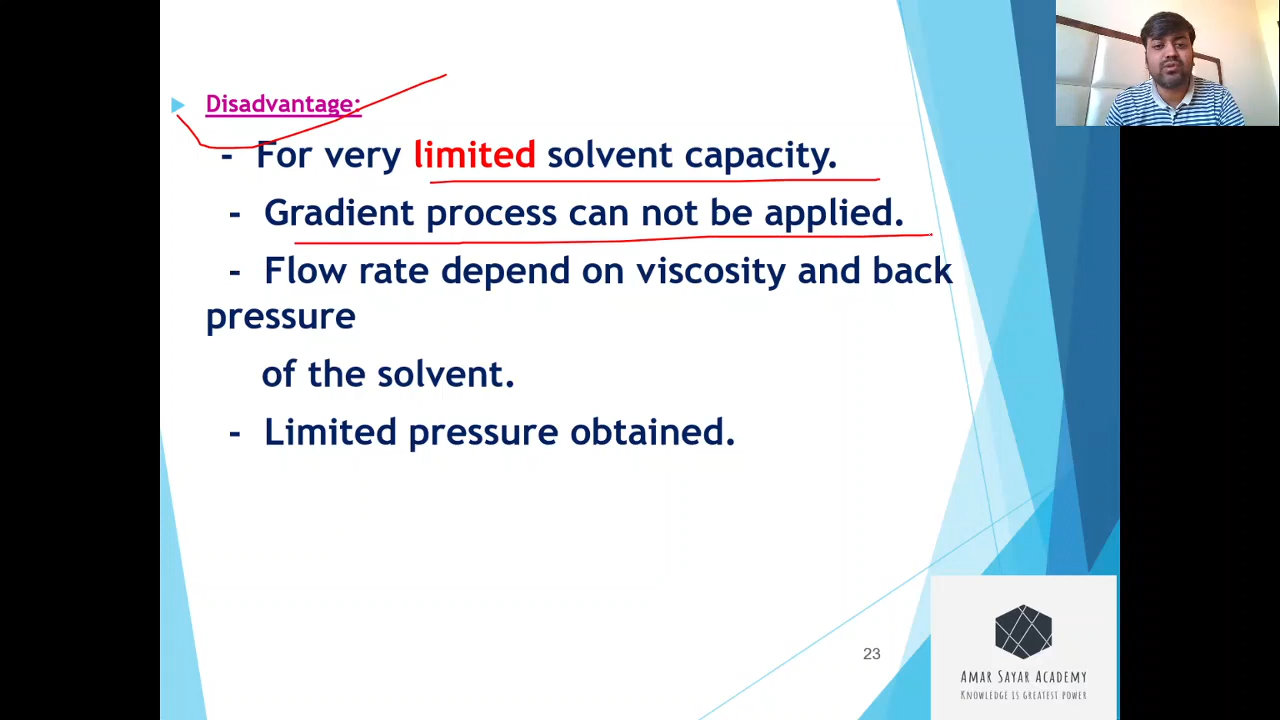 Disadvantage:
- For very limited solvent capacity.
- Gradient process can not be applied.
- Flow rate depend on viscosity and back
pressure
of the solvent.
- Limited pressure obtained.
23
AMAR SAYAR ACADEMY
KNOWLEDGE IS GREATEST POWER